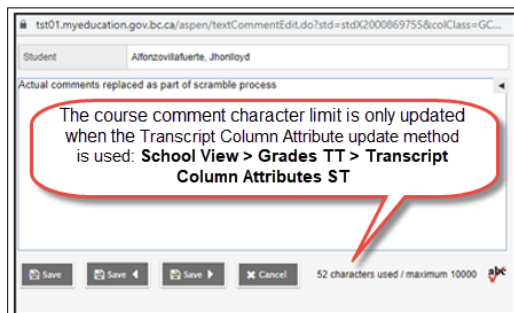 tst01.myeducation.gov.bc.ca/aspen/textCommentEdit.do?std=stdX2000869755&colClass=GC...
Student Alfonzovillafuerte, Jhonlloyd
Actual comments replaced as part of scramble process
The course comment character limit is only updated
when the Transcript Column Attribute update method
is used: School View > Grades TT > Transcript
Column Attributes ST
Save Save Save Cancel 52 characters used / maximum 10000 abc